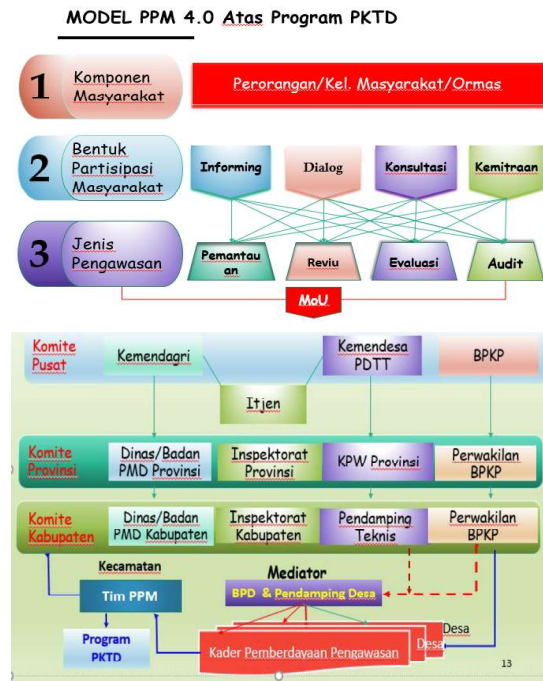 MODEL PPM 4.0 Atas Program PKTD
1
Komponen
Masyarakat
Perorangan/Kel. Masyarakat/Ormas
2
Bentuk
Partisipasi
Masyarakat
Informing
Dialog
Konsultasi
Kemitraan
3
Jenis
Pengawasan
Pemantau
an
Reviu
Evaluasi
Audit
MoU
Komite
Pusat
Kemendagri
Kemendesa
PDTT
BPKP
Itjen
Komite
Provinsi
Dinas/Badan
PMD Provinsi
Inspektorat
Provinsi
KPW Provinsi
Perwakilan
BPKP
Komite
Kabupaten
Dinas/Badan
PMD Kabupaten
Inspektorat
Kabupaten
Pendamping
Teknis
Perwakilan
BPKP
Kecamatan
Tim PPM
Mediator
BPD & Pendamping Desa
Program
PKTD
Desa
Desa
Kader Pemberdayaan Pengawasan
13